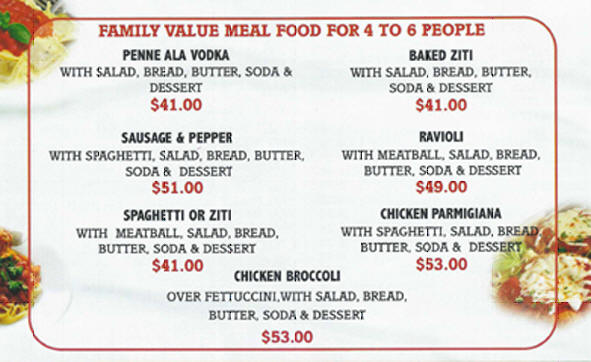 FAMILY VALUE MEAL FOOD FOR 4 TO 6 PEOPLE
PENNE ALA VODKA
WITH SALAD, BREAD, BUTTER, SODA &
DESSERT
$41.00
BAKED ZITI
WITH SALAD, BREAD, BUTTER,
SODA & DESSERT
$41.00
SAUSAGE & PEPPER
WITH SPAGHETTI, SALAD, BREAD, BUTTER,
SODA & DESSERT
$51.00
RAVIOLI
WITH MEATBALL, SALAD, BREAD,
BUTTER, SODA & DESSERT
$49.00
SPAGHETTI OR ZITI
WITH MEATBALL, SALAD, BREAD,
BUTTER, SODA & DESSERT
$41.00
CHICKEN PARMIGIANA
WITH SPAGHETTI, SALAD, BREAD,
BUTTER, SODA & DESSERT
$53.00
CHICKEN BROCCOLI
OVER FETTUCCINI,WITH SALAD, BREAD,
BUTTER, SODA & DESSERT
$53.00